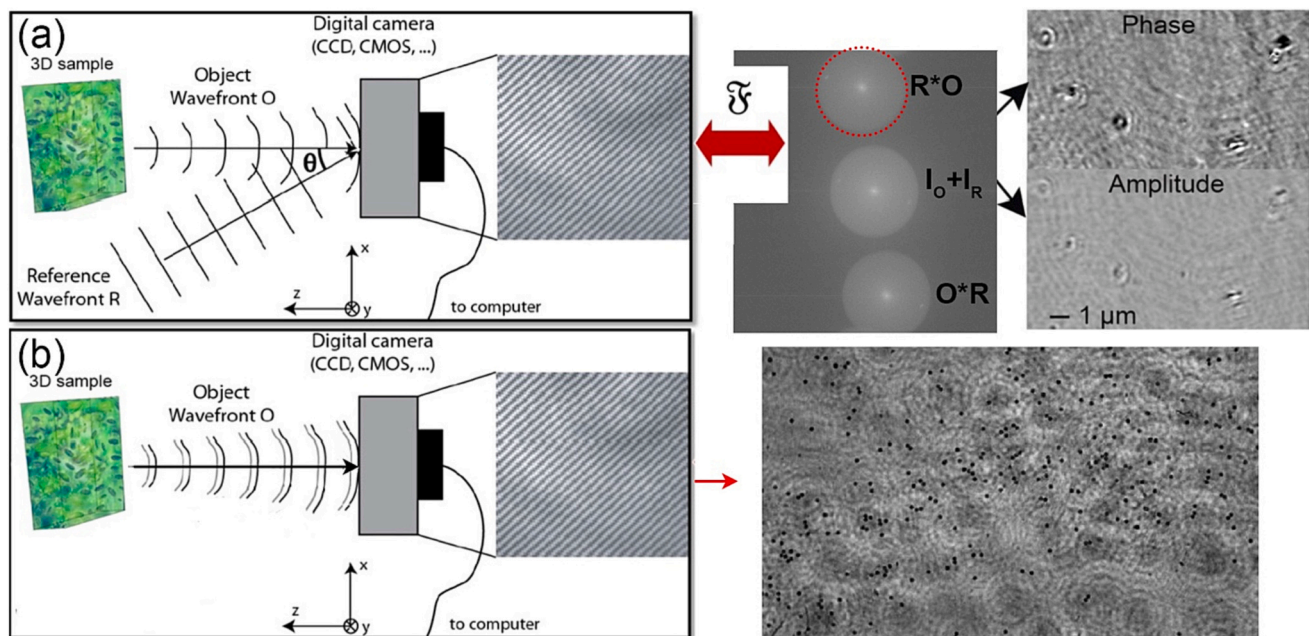 (a)
3D sample
Object
Wavefront O
Digital camera
(CCD, CMOS, ...)
θ
Reference
Wavefront R
x
z
y
to computer
𝔉
R*O
I_O+I_R
O*R
Phase
Amplitude
1 μm
(b)
3D sample
Object
Wavefront O
Digital camera
(CCD, CMOS, ...)
x
z
y
to computer